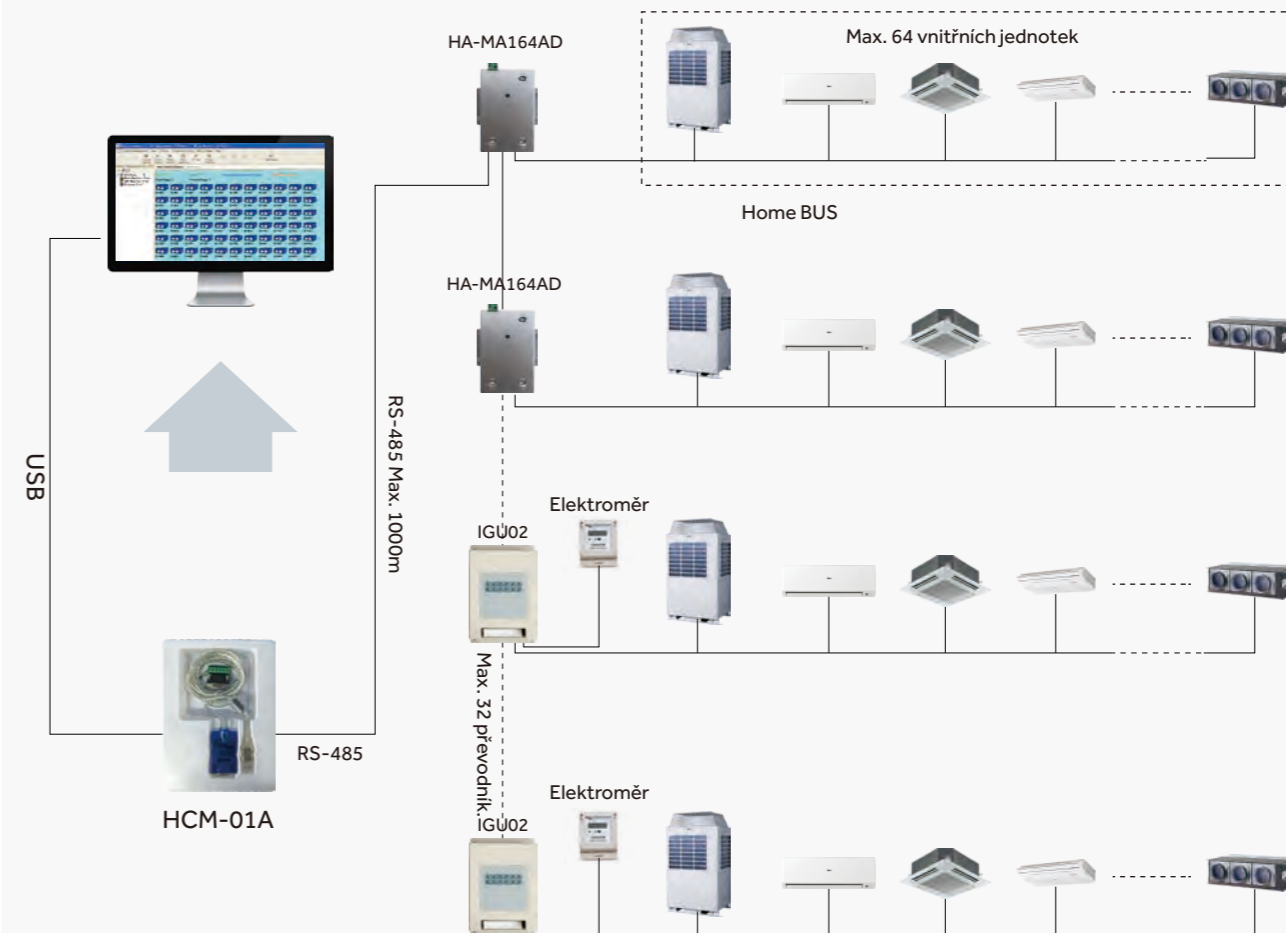 HA-MA164AD
Max. 64 vnitřních jednotek
Home BUS
HA-MA164AD
USB
RS-485 Max. 1000m
Elektroměr
IGU02
Max. 32 převodník.
RS-485
HCM-01A
Elektroměr
IGU02